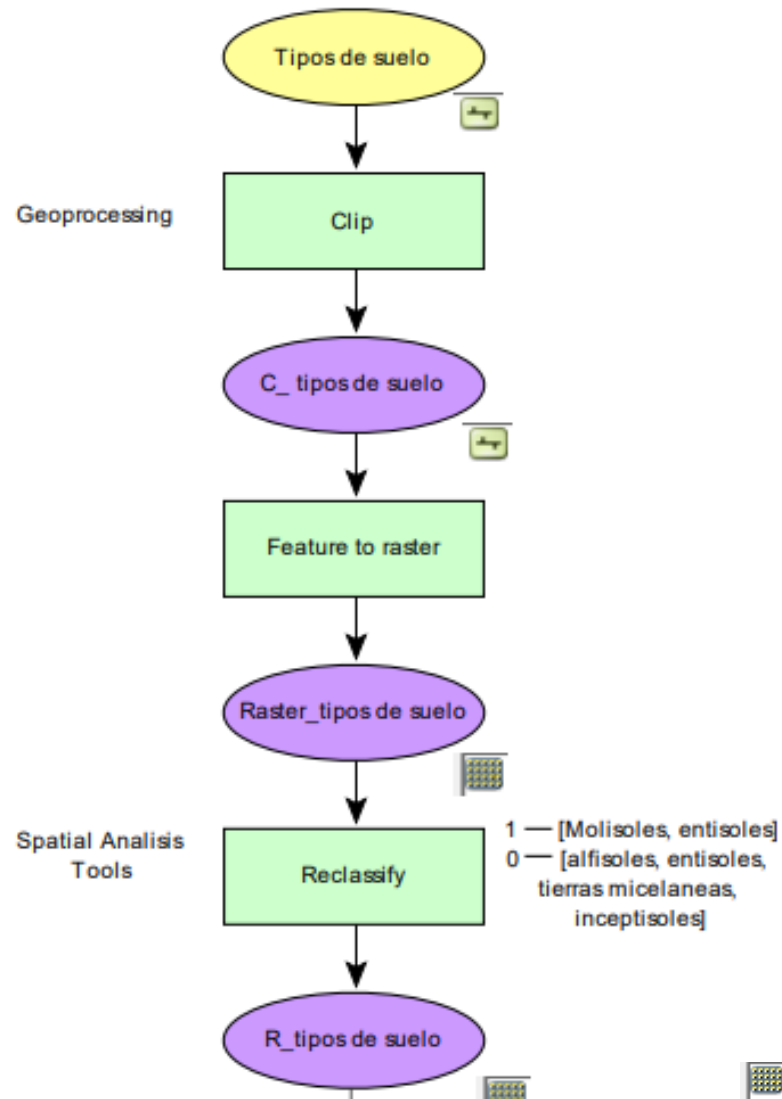 Tipos de suelo
Geoprocessing
Clip
C_ tipos de suelo
Feature to raster
Raster_tipos de suelo
Spatial Analisis
Tools
Reclassify
1 — [Molisoles, entisoles]
0 — [alfisoles, entisoles,
tierras micelaneas,
inceptisoles]
R_tipos de suelo